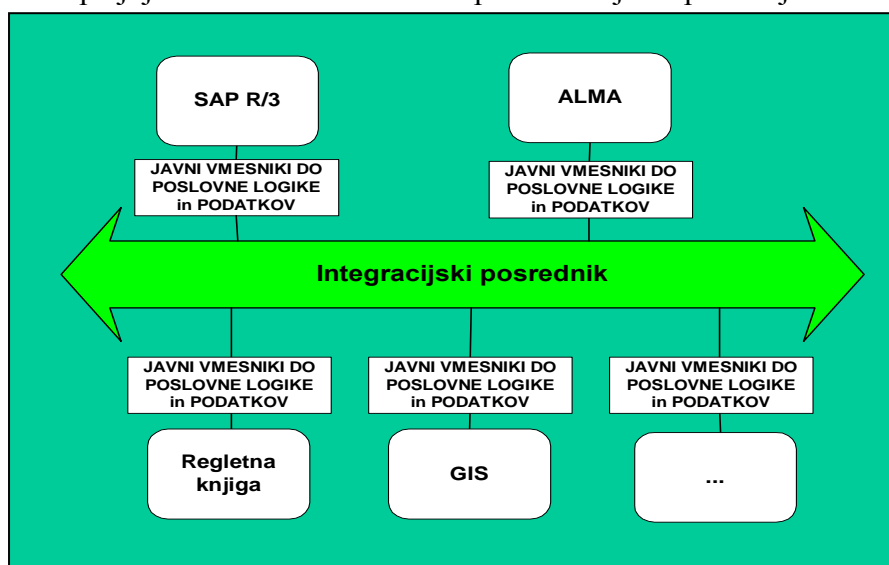 SAP R/3
ALMA
JAVNI VMESNIKI DO
POSLOVNE LOGIKE
in PODATKOV
JAVNI VMESNIKI DO
POSLOVNE LOGIKE
in PODATKOV
Integracijski posrednik
JAVNI VMESNIKI DO
POSLOVNE LOGIKE
in PODATKOV
JAVNI VMESNIKI DO
POSLOVNE LOGIKE
in PODATKOV
JAVNI VMESNIKI DO
POSLOVNE LOGIKE
in PODATKOV
Regletna
knjiga
GIS
...